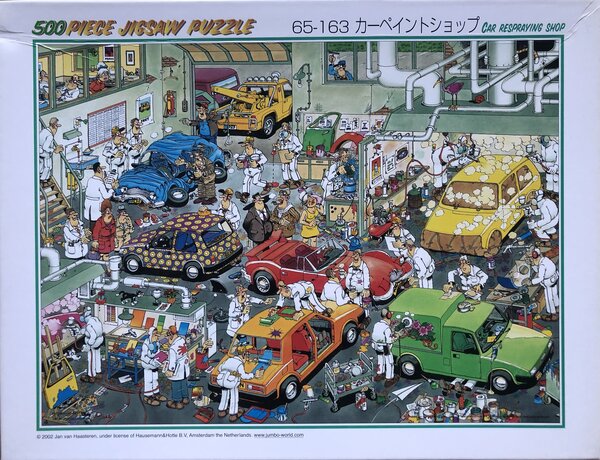 500 PIECE JIGSAW PUZZLE
65-163 カーペイントショップ CAR RESPRAYING SHOP
© 2002 Jan van Haasteren, under license of Hausemann&Hotte B.V, Amsterdam the Netherlands. www.jumbo-world.com